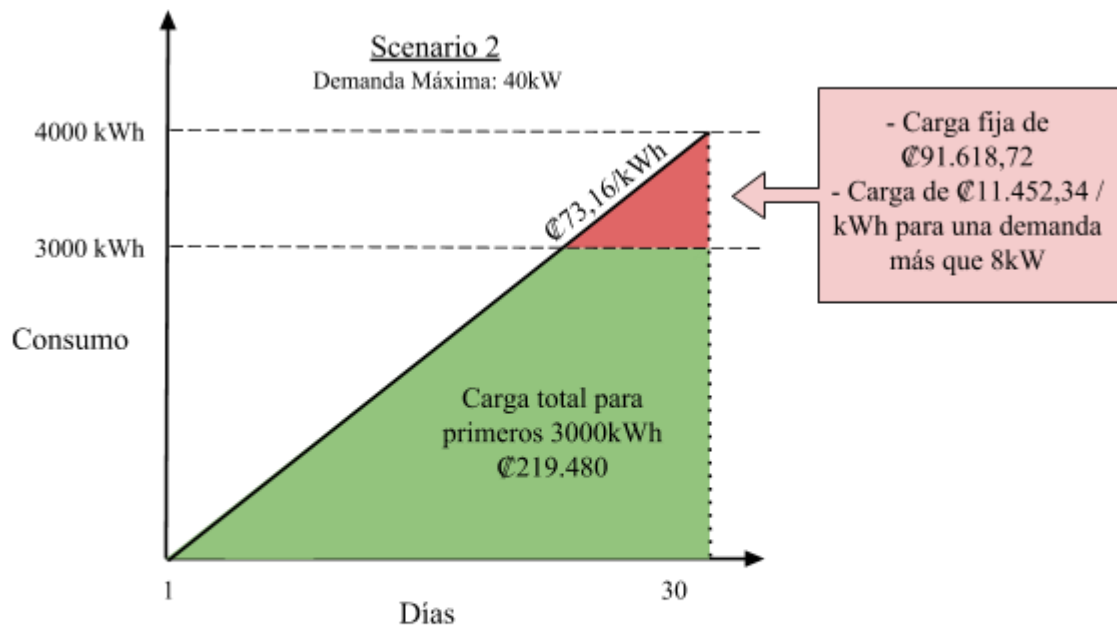 Scenario 2
Demanda Máxima: 40kW
4000 kWh
3000 kWh
₡73,16/kWh
- Carga fija de
₡91.618,72
- Carga de ₡11.452,34 /
kWh para una demanda
más que 8kW
Consumo
Carga total para
primeros 3000kWh
₡219.480
1
30
Días